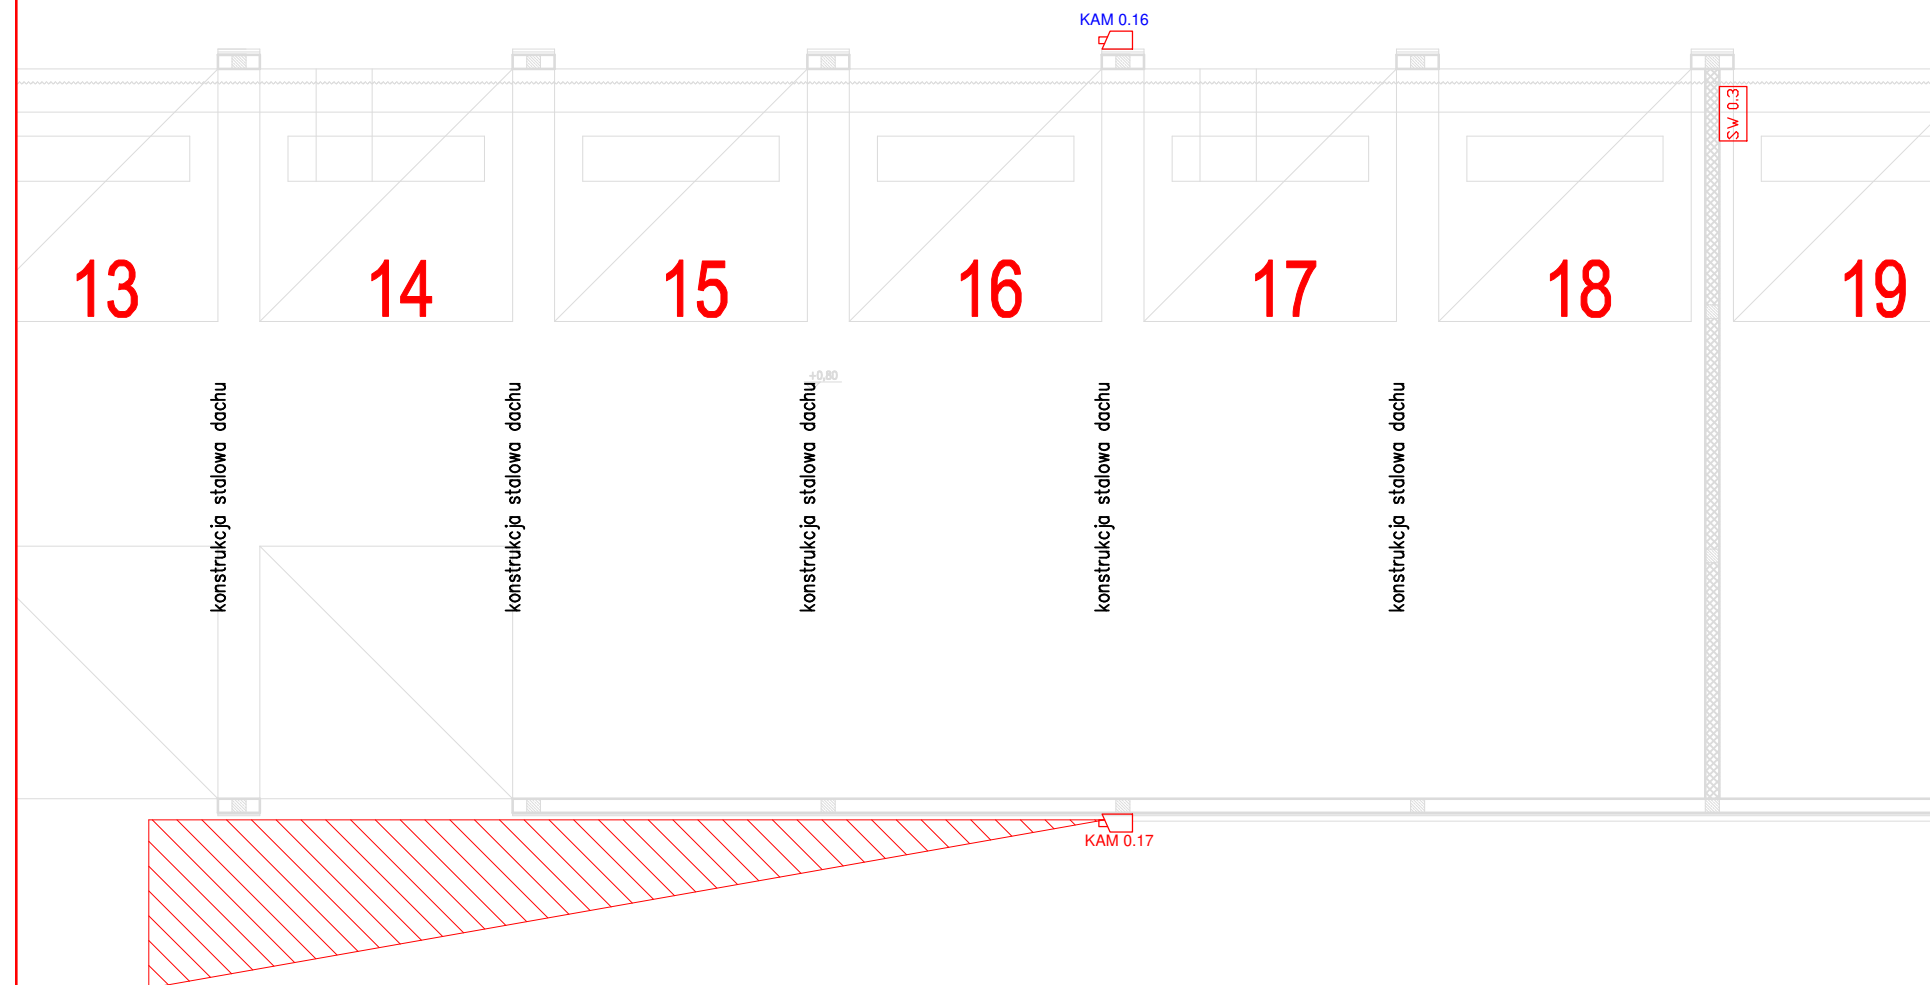 KAM 0.16
SW 0.3
13
14
15
16
17
18
19
+0,80
konstrukcja stalowa dachu
konstrukcja stalowa dachu
konstrukcja stalowa dachu
konstrukcja stalowa dachu
konstrukcja stalowa dachu
KAM 0.17